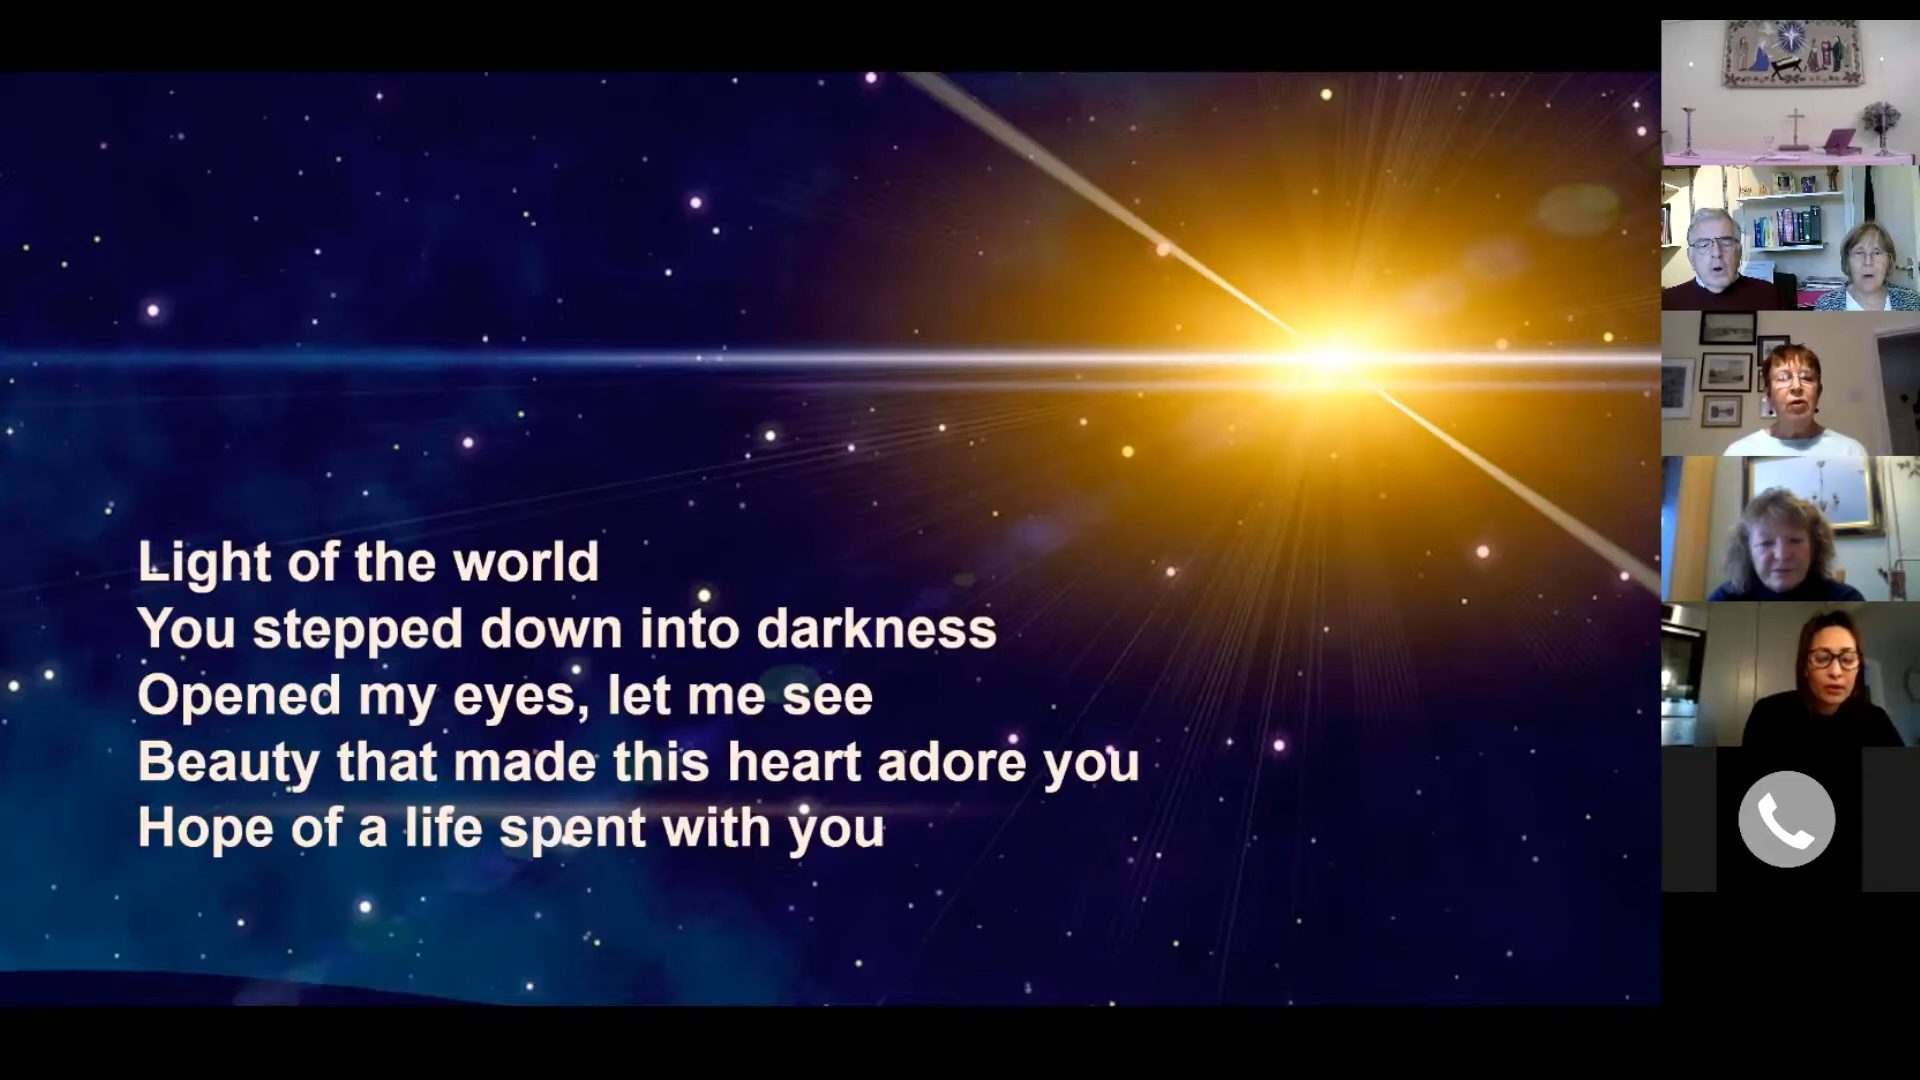 Light of the world
You stepped down into darkness
Opened my eyes, let me see
Beauty that made this heart adore you
Hope of a life spent with you